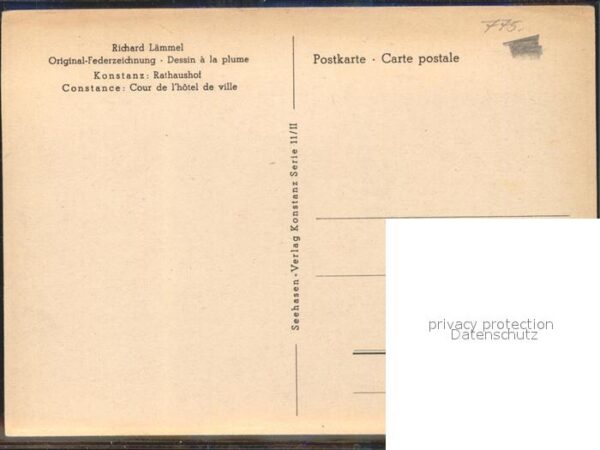 Richard Lämmel
Original-Federzeichnung · Dessin à la plume
Konstanz: Rathaushof
Constance: Cour de l'hôtel de ville
Seehasen-Verlag Konstanz Serie 11/II
775.
Postkarte · Carte postale
privacy protection
Datenschutz